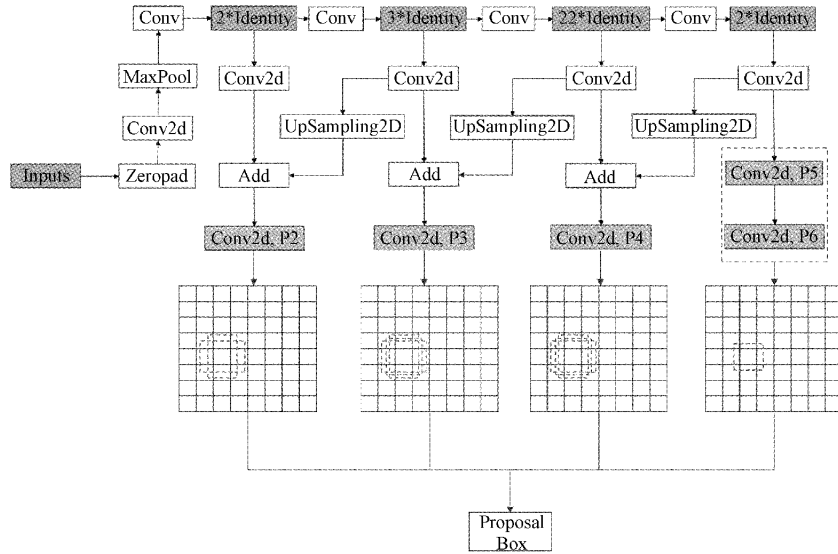 Conv
2*Identity
Conv
3*Identity
Conv
22*Identity
Conv
2*Identity
MaxPool
Conv2d
Conv2d
Conv2d
Conv2d
Conv2d
UpSampling2D
UpSampling2D
UpSampling2D
Inputs
Zeropad
Add
Add
Add
Conv2d, P5
Conv2d, P2
Conv2d, P3
Conv2d, P4
Conv2d, P6
Proposal
Box